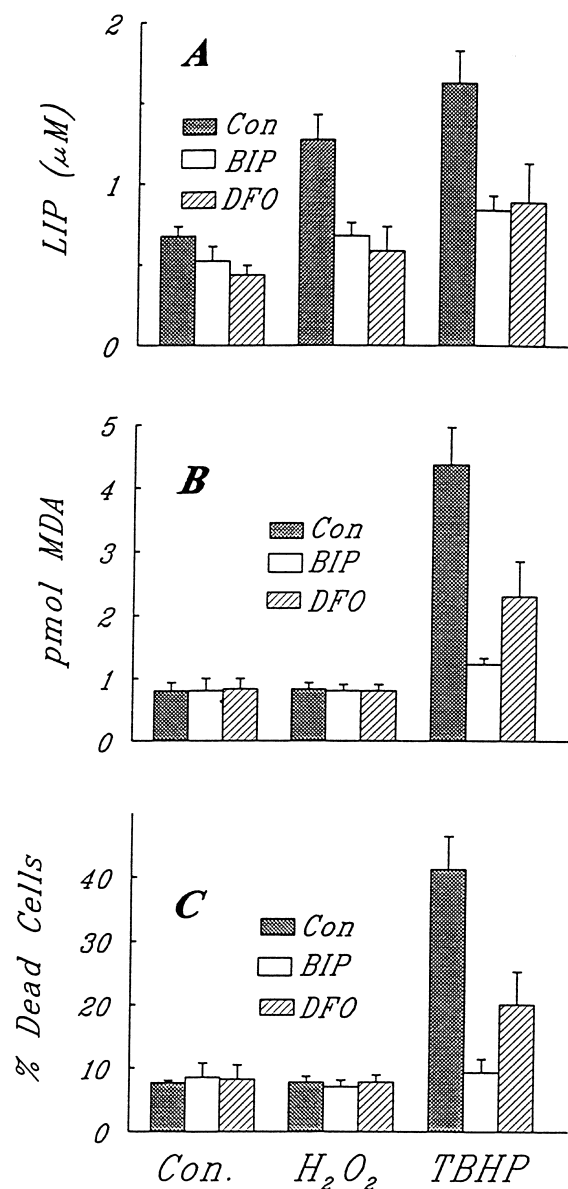 2
A
Con
BIP
DFO
LIP (μM)
1
0
5
B
4
Con
3
BIP
pmol MDA
DFO
2
1
0
C
40
Con
30
BIP
% Dead Cells
20
DFO
10
0
Con. H₂O₂ TBHP